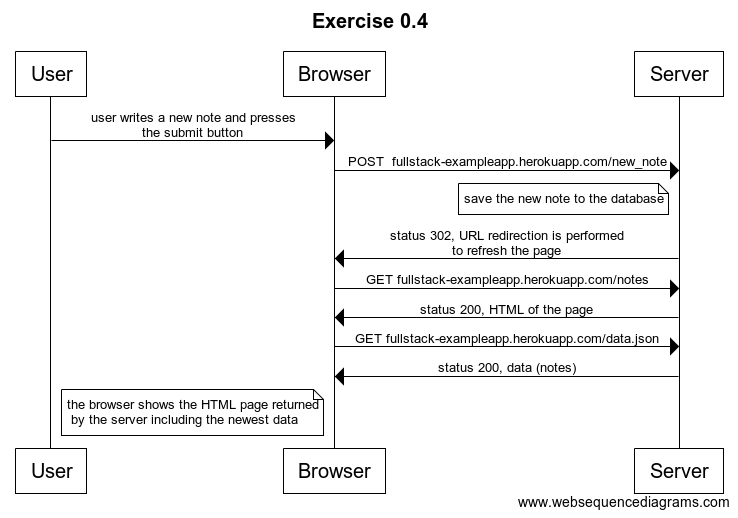 Exercise 0.4
User Browser Server
user writes a new note and presses
the submit button
POST  fullstack-exampleapp.herokuapp.com/new_note
save the new note to the database
status 302, URL redirection is performed
to refresh the page
GET fullstack-exampleapp.herokuapp.com/notes
status 200, HTML of the page
GET fullstack-exampleapp.herokuapp.com/data.json
status 200, data (notes)
the browser shows the HTML page returned
by the server including the newest data
User Browser Server
www.websequencediagrams.com